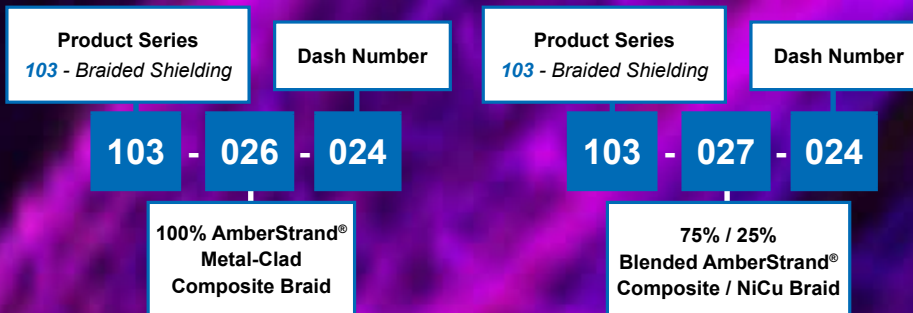 Product Series
103 - Braided Shielding
Dash Number
103 - 026 - 024
100% AmberStrand®
Metal-Clad
Composite Braid
Product Series
103 - Braided Shielding
Dash Number
103 - 027 - 024
75% / 25%
Blended AmberStrand®
Composite / NiCu Braid